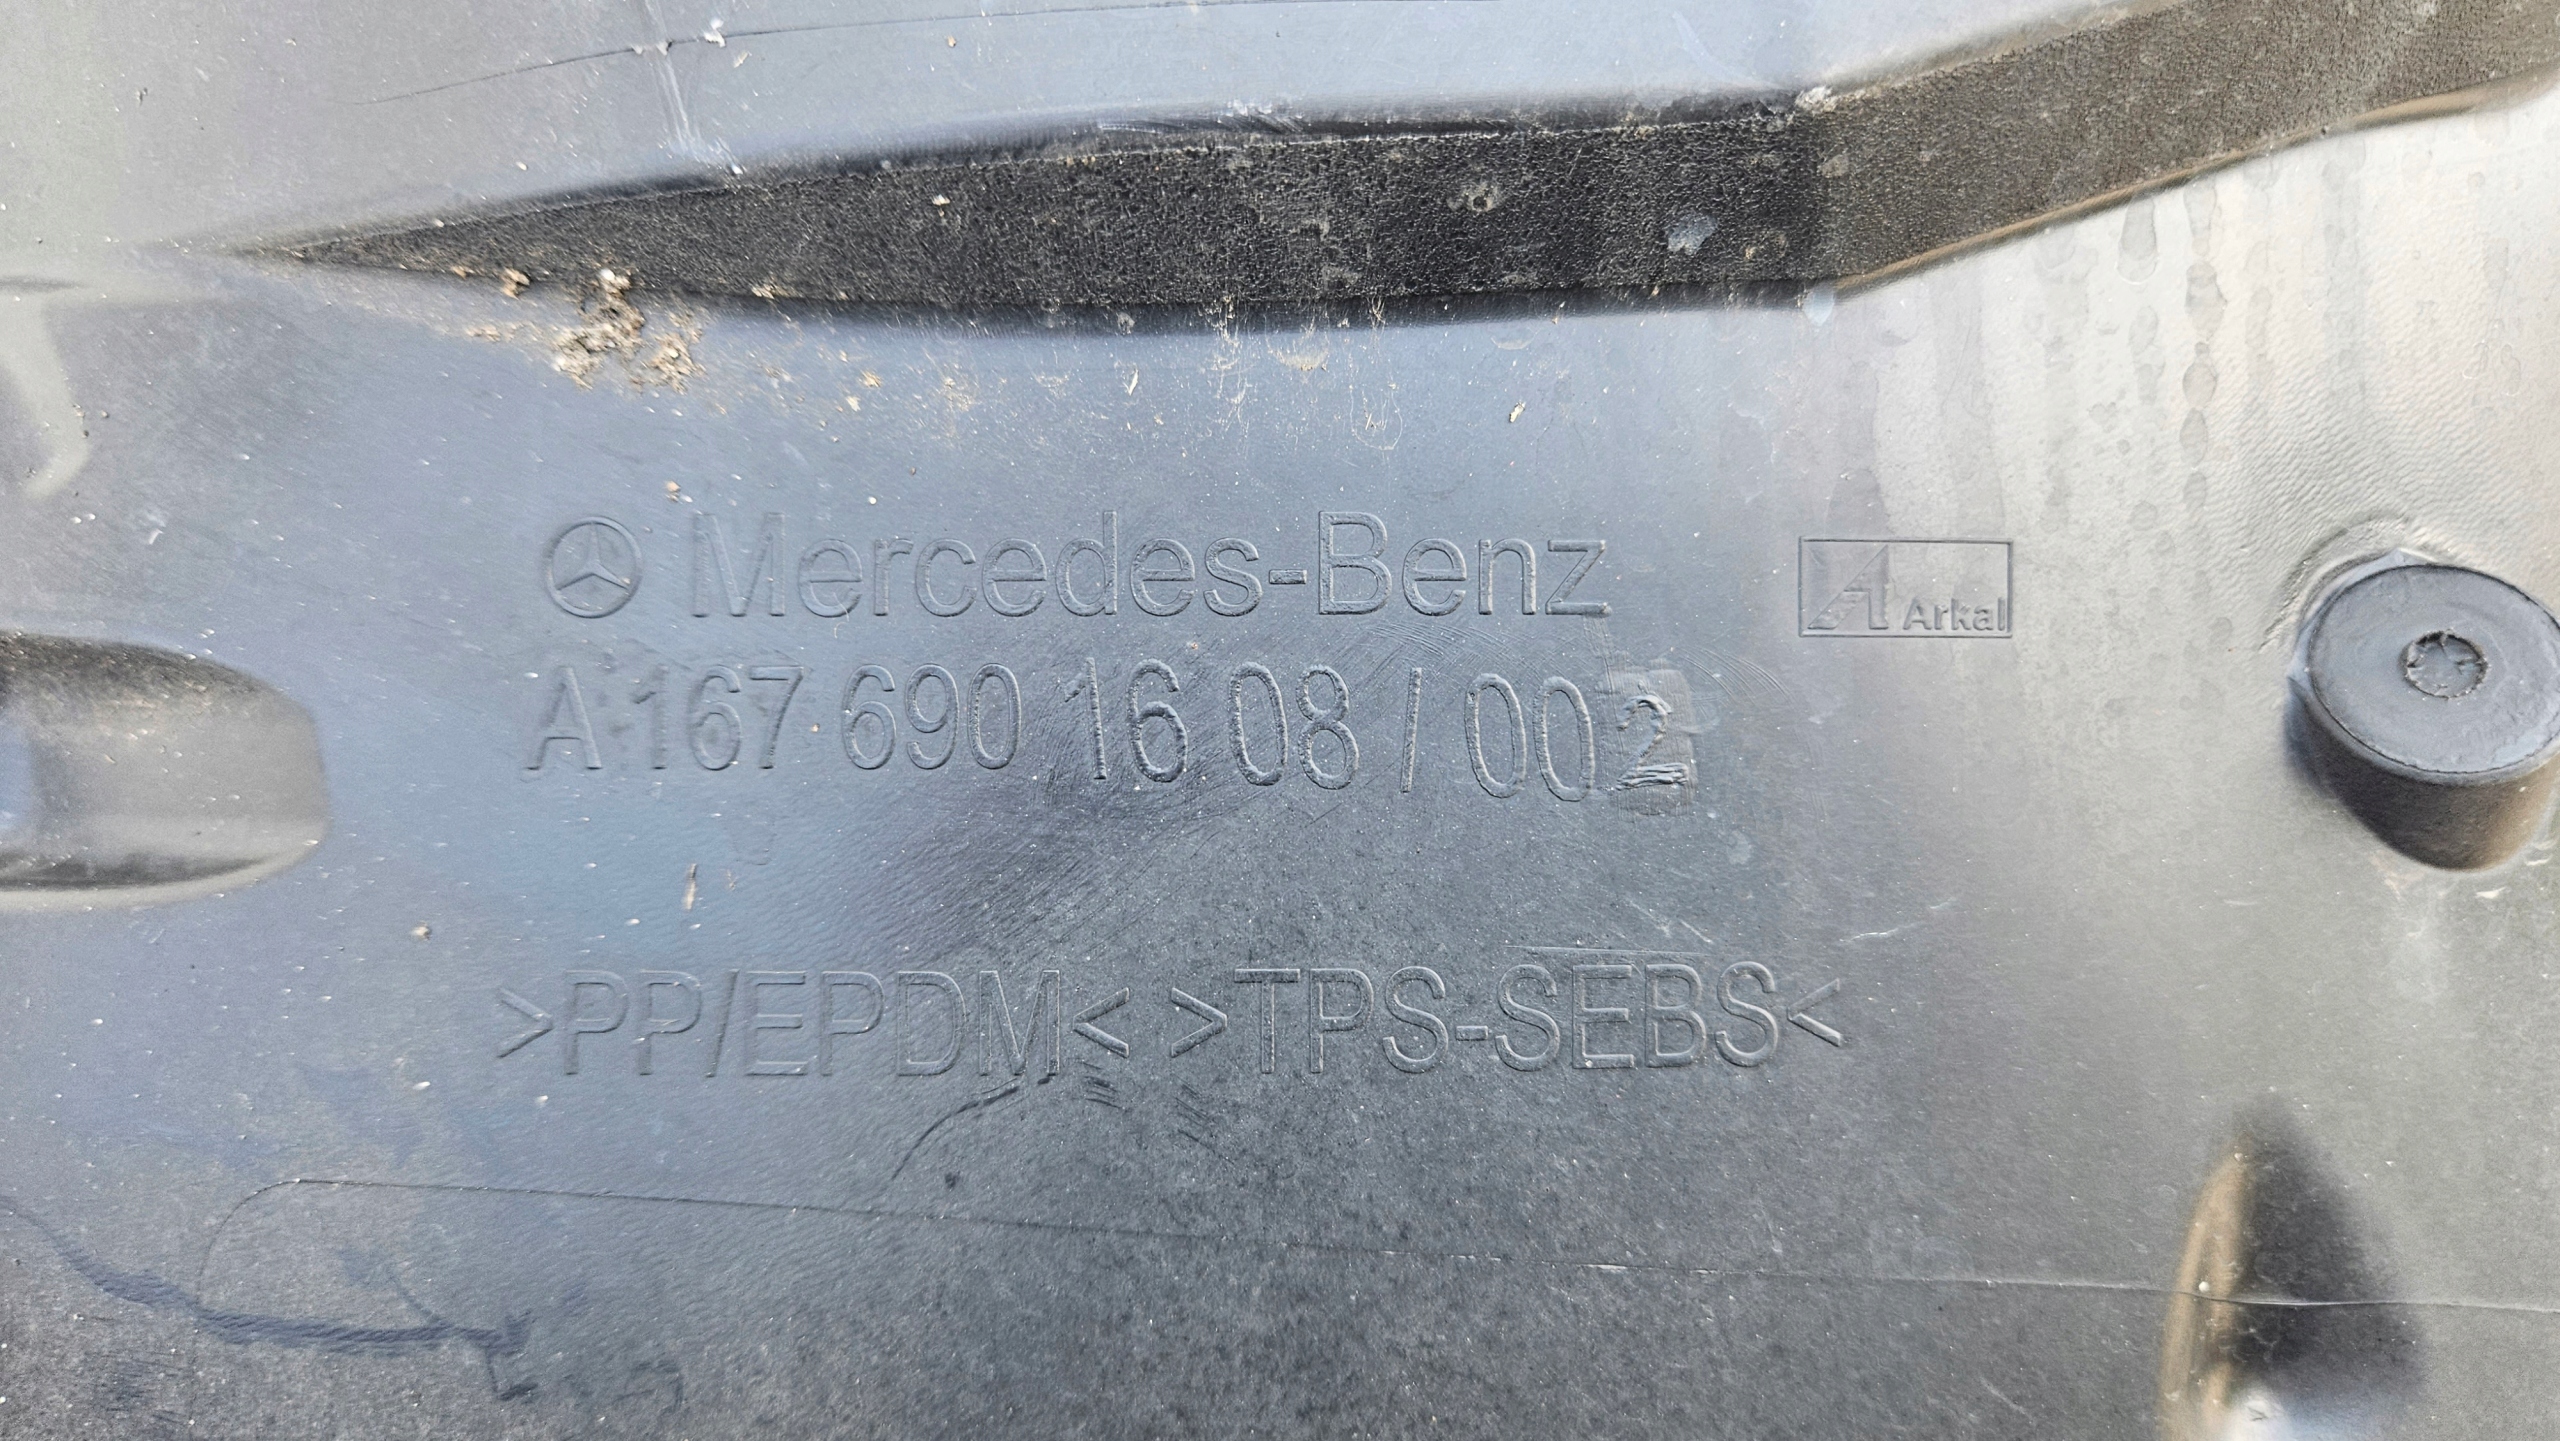 Mercedes-Benz
Arkal
A 167 690 16 08 / 002
>PP/EPDM< >TPS-SEBS<